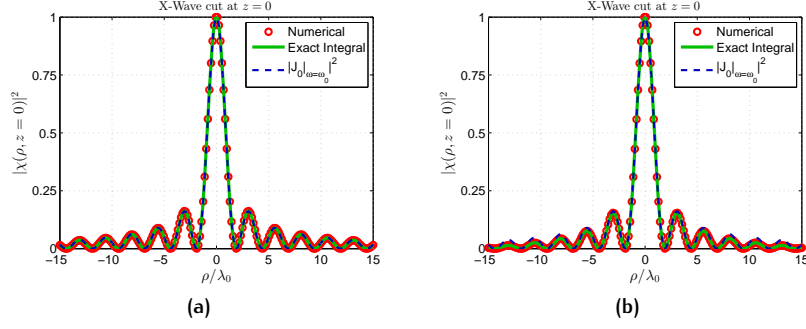 X-Wave cut at z = 0
1
0.75
0.5
0.25
0
|χ(ρ, z = 0)|²
Numerical
Exact Integral
|J₀|ω=ω₀|²
−15
−10
−5
0
5
10
15
ρ/λ₀
(a)
X-Wave cut at z = 0
1
0.75
0.5
0.25
0
|χ(ρ, z = 0)|²
Numerical
Exact Integral
|J₀|ω=ω₀|²
−15
−10
−5
0
5
10
15
ρ/λ₀
(b)